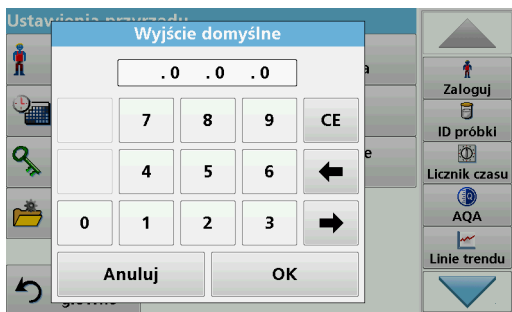 Ustawienia przyrządu
Wyjście domyślne
. 0 . 0 . 0
7 8 9 CE
4 5 6
0 1 2 3
Anuluj OK
Zaloguj
ID próbki
Licznik czasu
AQA
Linie trendu